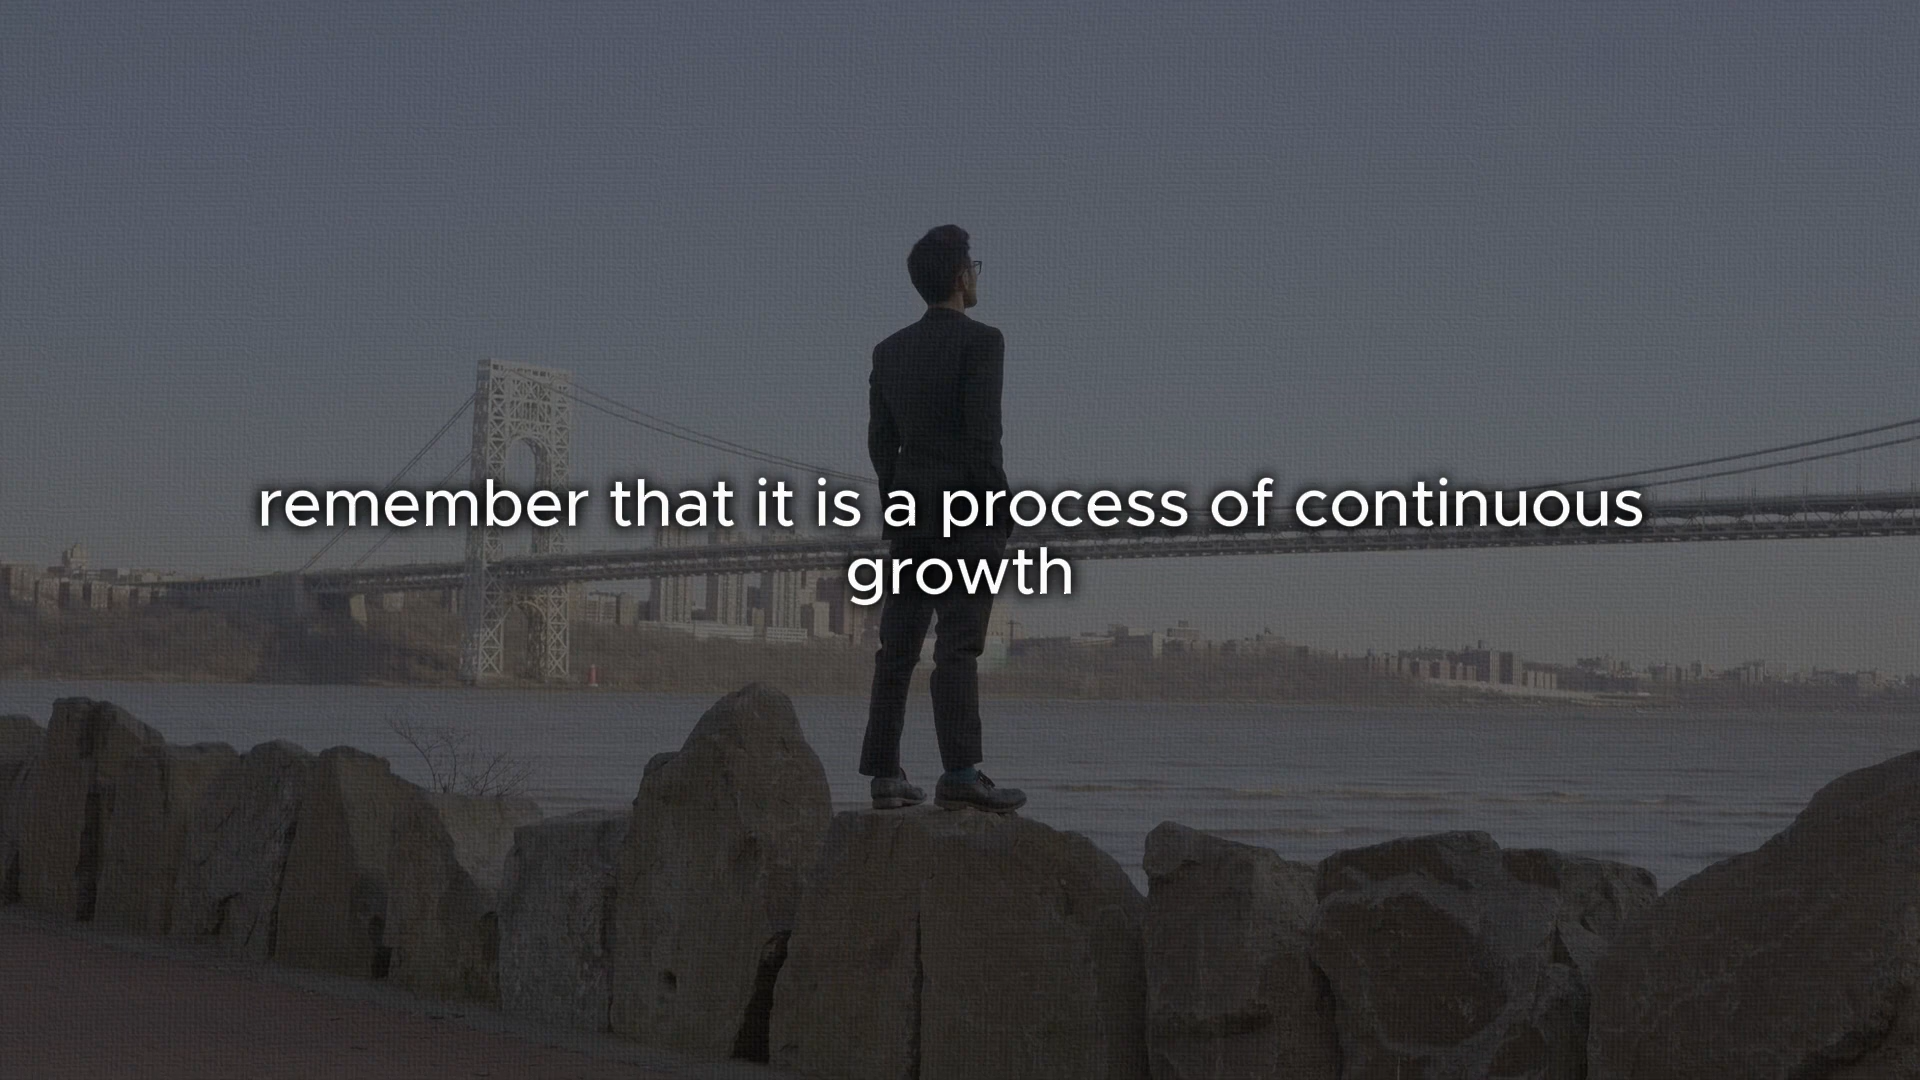 remember that it is a process of continuous
growth